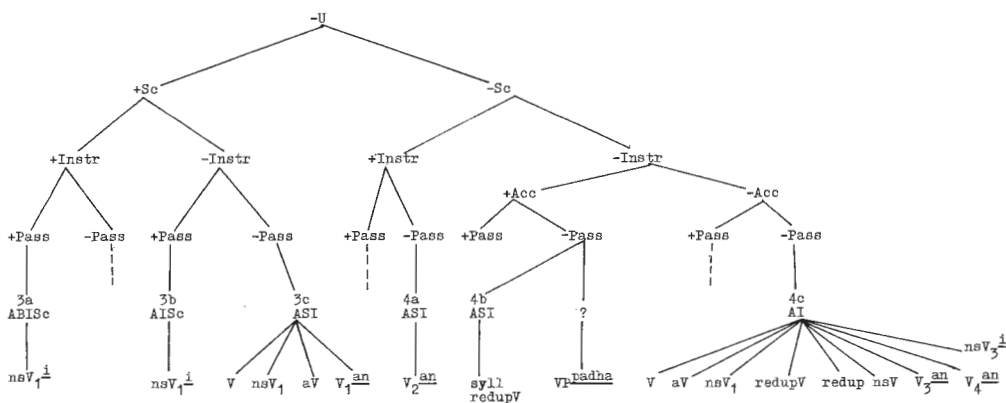 -U
+Sc -Sc
+Instr -Instr +Instr -Instr
+Acc -Acc
+Pass -Pass +Pass -Pass +Pass -Pass +Pass -Pass +Pass -Pass
3a 3b 3c 4a 4b ? 4c
ABISc AISc ASI ASI ASI AI
nsV3i
nsV1i nsV1i V nsV1 aV V1an V2an syll VPpadha V aV nsV1 redupV redup nsV V3an V4an
redupV